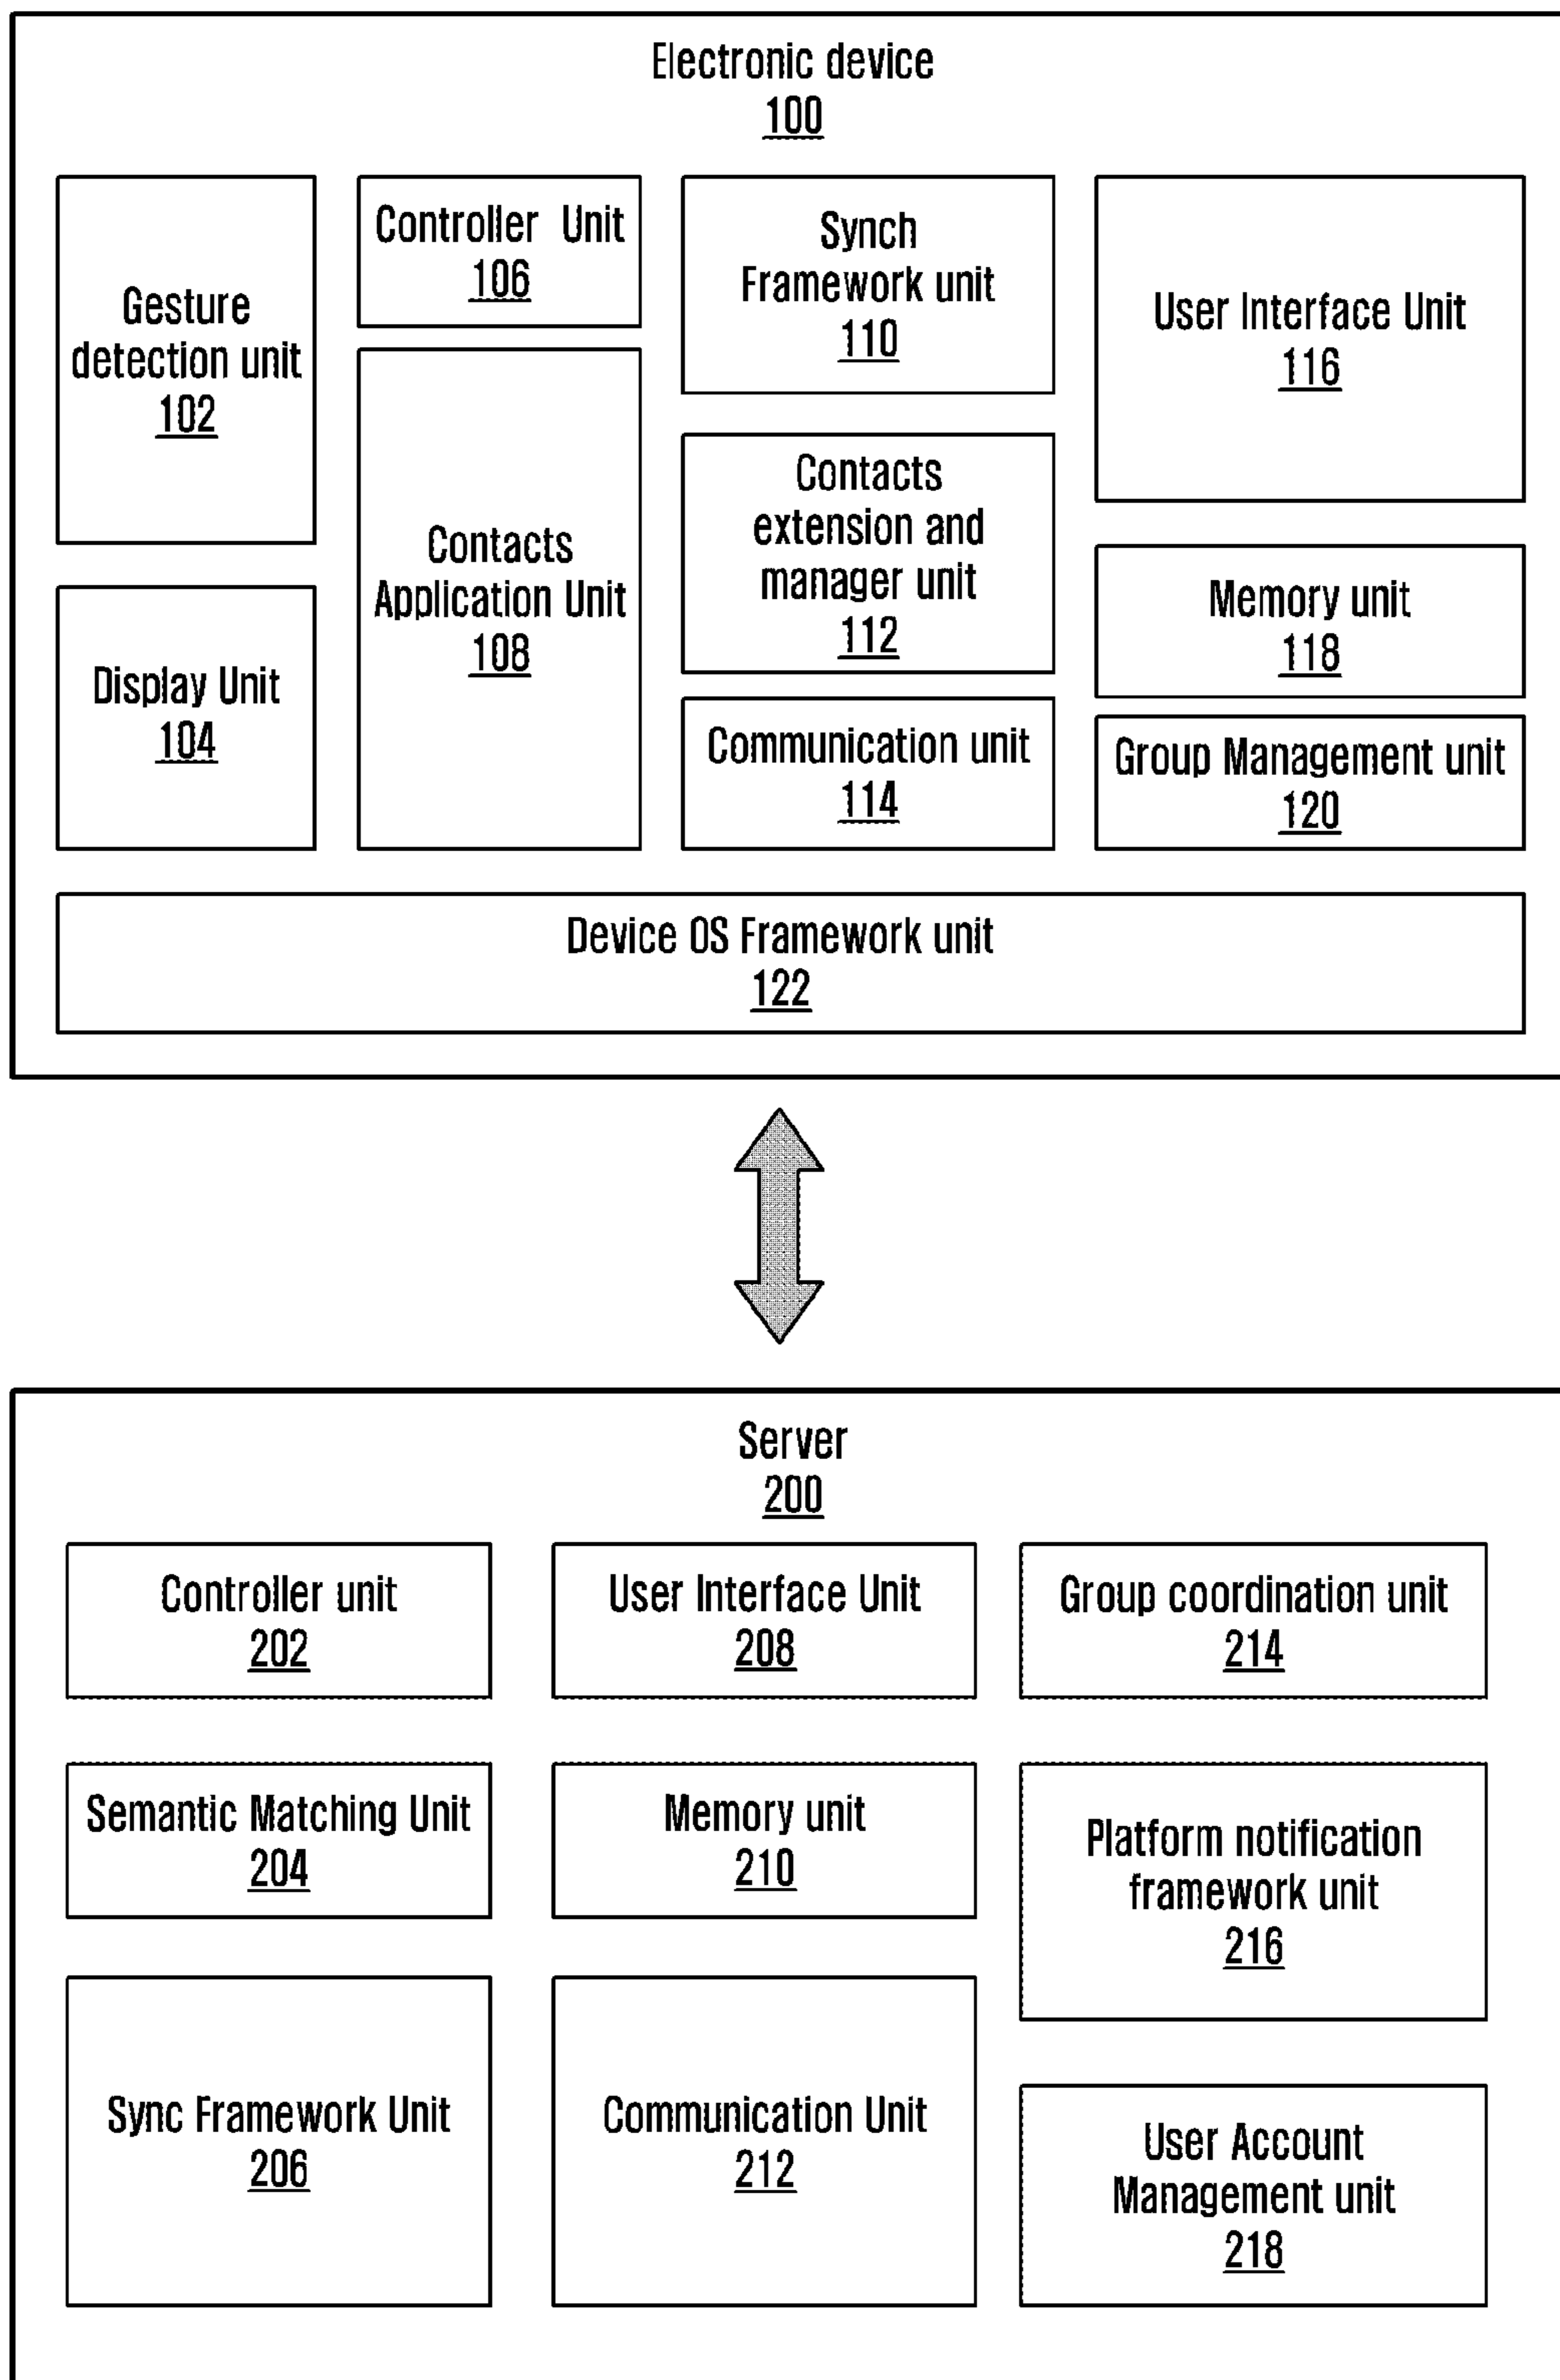 Electronic device
100
Gesture
detection unit
102
Display Unit
104
Controller Unit
106
Contacts
Application Unit
108
Synch
Framework unit
110
Contacts
extension and
manager unit
112
Communication unit
114
User Interface Unit
116
Memory unit
118
Group Management unit
120
Device OS Framework unit
122
Server
200
Controller unit
202
Semantic Matching Unit
204
Sync Framework Unit
206
User Interface Unit
208
Memory unit
210
Communication Unit
212
Group coordination unit
214
Platform notification
framework unit
216
User Account
Management unit
218